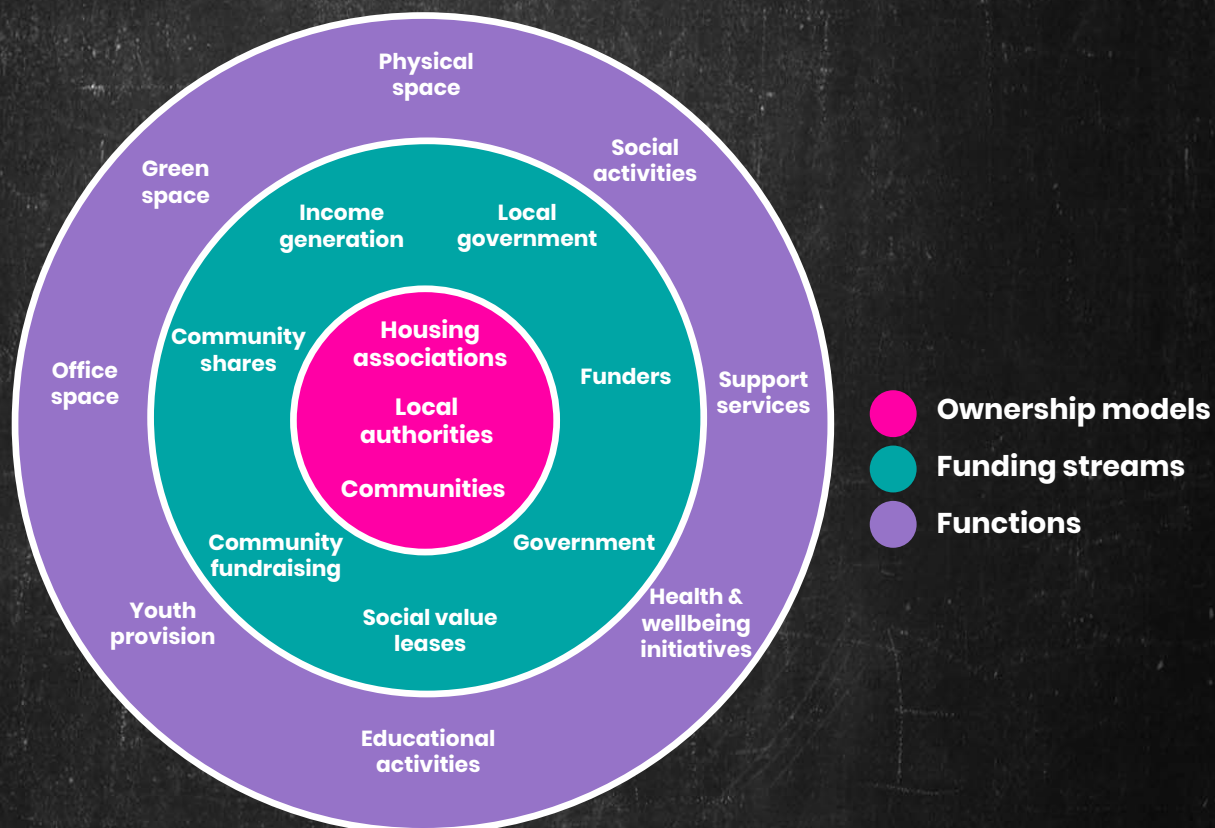 Physical
space
Social
activities
Green
space
Income
generation
Local
government
Community
shares
Housing
associations
Local
authorities
Communities
Funders
Office
space
Support
services
Community
fundraising
Government
Social value
leases
Youth
provision
Health &
wellbeing
initiatives
Educational
activities
Ownership models
Funding streams
Functions